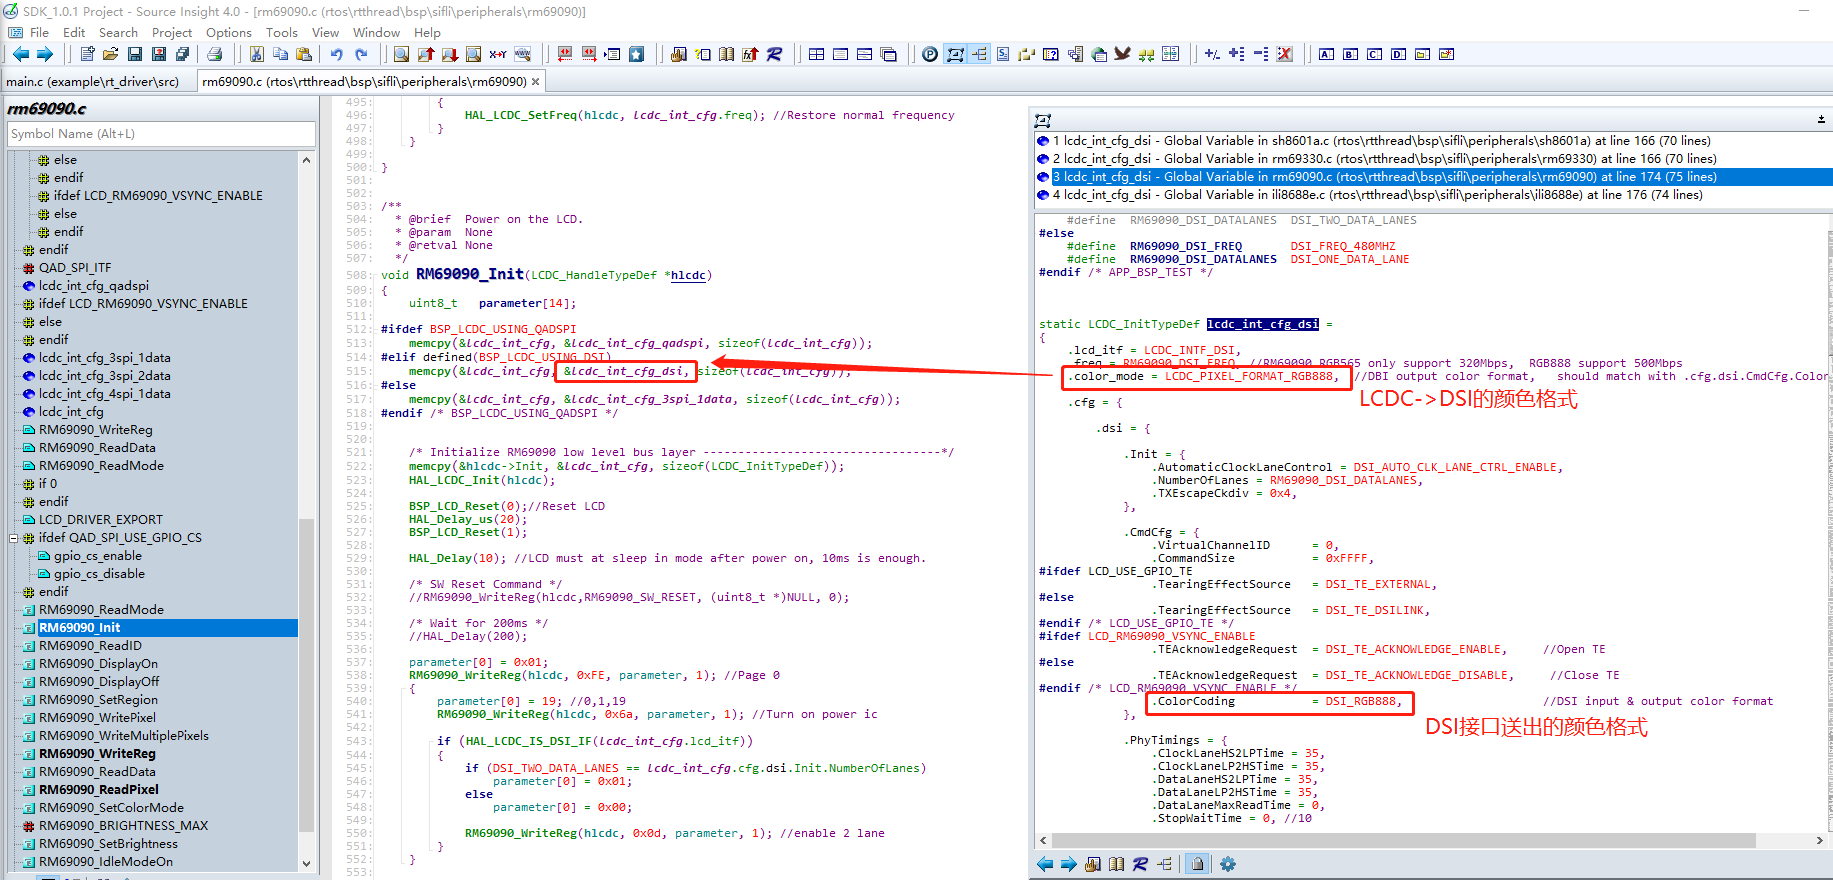 SDK_1.0.1 Project - Source Insight 4.0 - [rm69090.c (rtos\rtthread\bsp\sifli\peripherals\rm69090)]
File Edit Search Project Options Tools View Window Help
main.c (example\rt_driver\src)
rm69090.c (rtos\rtthread\bsp\sifli\peripherals\rm69090)
rm69090.c
Symbol Name (Alt+L)
else
endif
ifdef LCD_RM69090_VSYNC_ENABLE
else
endif
endif
QAD_SPI_ITF
lcdc_int_cfg_qadspi
ifdef LCD_RM69090_VSYNC_ENABLE
else
endif
lcdc_int_cfg_3spi_1data
lcdc_int_cfg_3spi_2data
lcdc_int_cfg_4spi_1data
lcdc_int_cfg
RM69090_WriteReg
RM69090_ReadData
RM69090_ReadMode
if 0
endif
LCD_DRIVER_EXPORT
ifdef QAD_SPI_USE_GPIO_CS
gpio_cs_enable
gpio_cs_disable
endif
RM69090_ReadMode
RM69090_Init
RM69090_ReadID
RM69090_DisplayOn
RM69090_DisplayOff
RM69090_SetRegion
RM69090_WritePixel
RM69090_WriteMultiplePixels
RM69090_WriteReg
RM69090_ReadData
RM69090_ReadPixel
RM69090_SetColorMode
RM69090_BRIGHTNESS_MAX
RM69090_SetBrightness
RM69090_IdleModeOn
495: {
496: HAL_LCDC_SetFreq(hlcdc, lcdc_int_cfg.freq); //Restore normal frequency
497: }
498: }
499:
500: }
501:
502:
503: /**
504: * @brief Power on the LCD.
505: * @param None
506: * @retval None
507: */
508: void RM69090_Init(LCDC_HandleTypeDef *hlcdc)
509: {
510: uint8_t parameter[14];
511:
512: #ifdef BSP_LCDC_USING_QADSPI
513: memcpy(&lcdc_int_cfg, &lcdc_int_cfg_qadspi, sizeof(lcdc_int_cfg));
514: #elif defined(BSP_LCDC_USING_DSI)
515: memcpy(&lcdc_int_cfg, &lcdc_int_cfg_dsi, sizeof(lcdc_int_cfg));
516: #else
517: memcpy(&lcdc_int_cfg, &lcdc_int_cfg_3spi_1data, sizeof(lcdc_int_cfg));
518: #endif /* BSP_LCDC_USING_QADSPI */
519:
520:
521: /* Initialize RM69090 low level bus layer ----------------------------------*/
522: memcpy(&hlcdc->Init, &lcdc_int_cfg, sizeof(LCDC_InitTypeDef));
523: HAL_LCDC_Init(hlcdc);
524:
525: BSP_LCD_Reset(0);//Reset LCD
526: HAL_Delay_us(20);
527: BSP_LCD_Reset(1);
528:
529: HAL_Delay(10); //LCD must at sleep in mode after power on, 10ms is enough.
530:
531: /* SW Reset Command */
532: //RM69090_WriteReg(hlcdc,RM69090_SW_RESET, (uint8_t *)NULL, 0);
533:
534: /* Wait for 200ms */
535: //HAL_Delay(200);
536:
537: parameter[0] = 0x01;
538: RM69090_WriteReg(hlcdc, 0xFE, parameter, 1); //Page 0
539: {
540: parameter[0] = 19; //0,1,19
541: RM69090_WriteReg(hlcdc, 0x6a, parameter, 1); //Turn on power ic
542:
543: if (HAL_LCDC_IS_DSI_IF(lcdc_int_cfg.lcd_itf))
544: {
545: if (DSI_TWO_DATA_LANES == lcdc_int_cfg.cfg.dsi.Init.NumberOfLanes)
546: parameter[0] = 0x01;
547: else
548: parameter[0] = 0x00;
549:
550: RM69090_WriteReg(hlcdc, 0x0d, parameter, 1); //enable 2 lane
551: }
552: }
553:
1 lcdc_int_cfg_dsi - Global Variable in sh8601a.c (rtos\rtthread\bsp\sifli\peripherals\sh8601a) at line 166 (70 lines)
2 lcdc_int_cfg_dsi - Global Variable in rm69330.c (rtos\rtthread\bsp\sifli\peripherals\rm69330) at line 166 (70 lines)
3 lcdc_int_cfg_dsi - Global Variable in rm69090.c (rtos\rtthread\bsp\sifli\peripherals\rm69090) at line 174 (75 lines)
4 lcdc_int_cfg_dsi - Global Variable in ili8688e.c (rtos\rtthread\bsp\sifli\peripherals\ili8688e) at line 176 (74 lines)
#define RM69090_DSI_DATALANES DSI_TWO_DATA_LANES
#else
#define RM69090_DSI_FREQ DSI_FREQ_480MHZ
#define RM69090_DSI_DATALANES DSI_ONE_DATA_LANE
#endif /* APP_BSP_TEST */
static LCDC_InitTypeDef lcdc_int_cfg_dsi =
{
.lcd_itf = LCDC_INTF_DSI,
.freq = RM69090_DSI_FREQ, //RM69090 RGB565 only support 320Mbps, RGB888 support 500Mbps
.color_mode = LCDC_PIXEL_FORMAT_RGB888, //DBI output color format, should match with .cfg.dsi.CmdCfg.Color
LCDC->DSI的颜色格式
.cfg = {
.dsi = {
.Init = {
.AutomaticClockLaneControl = DSI_AUTO_CLK_LANE_CTRL_ENABLE,
.NumberOfLanes = RM69090_DSI_DATALANES,
.TXEscapeCkdiv = 0x4,
},
.CmdCfg = {
.VirtualChannelID = 0,
.CommandSize = 0xFFFF,
#ifdef LCD_USE_GPIO_TE
.TearingEffectSource = DSI_TE_EXTERNAL,
#else
.TearingEffectSource = DSI_TE_DSILINK,
#endif /* LCD_USE_GPIO_TE */
#ifdef LCD_RM69090_VSYNC_ENABLE
.TEAcknowledgeRequest = DSI_TE_ACKNOWLEDGE_ENABLE, //Open TE
#else
.TEAcknowledgeRequest = DSI_TE_ACKNOWLEDGE_DISABLE, //Close TE
#endif /* LCD_RM69090_VSYNC_ENABLE */
.ColorCoding = DSI_RGB888, //DSI input & output color format
},
DSI接口送出的颜色格式
.PhyTimings = {
.ClockLaneHS2LPTime = 35,
.ClockLaneLP2HSTime = 35,
.DataLaneHS2LPTime = 35,
.DataLaneLP2HSTime = 35,
.DataLaneMaxReadTime = 0,
.StopWaitTime = 0, //10